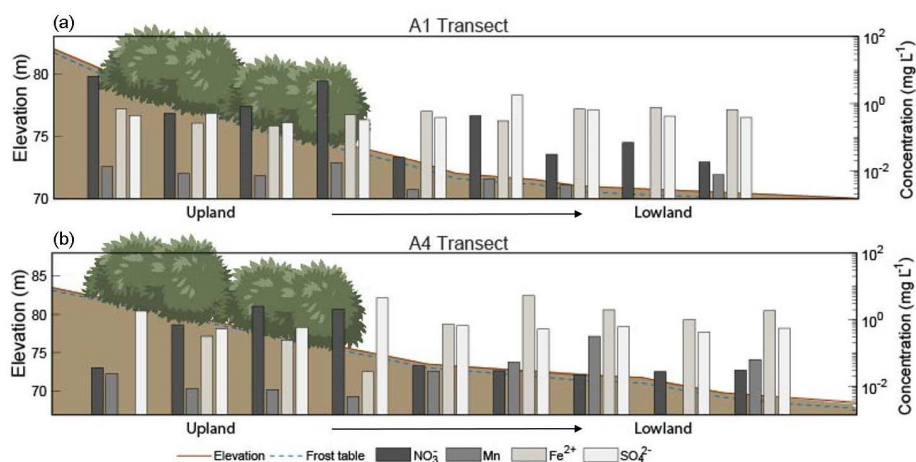 (a)
A1 Transect
Elevation (m)
80
75
70
10²
10⁰
10⁻²
Concentration (mg L⁻¹)
Upland
Lowland
(b)
A4 Transect
Elevation (m)
85
80
75
70
10²
10⁰
10⁻²
Concentration (mg L⁻¹)
Upland
Lowland
Elevation Frost table NO₃⁻ Mn Fe²⁺ SO₄²⁻